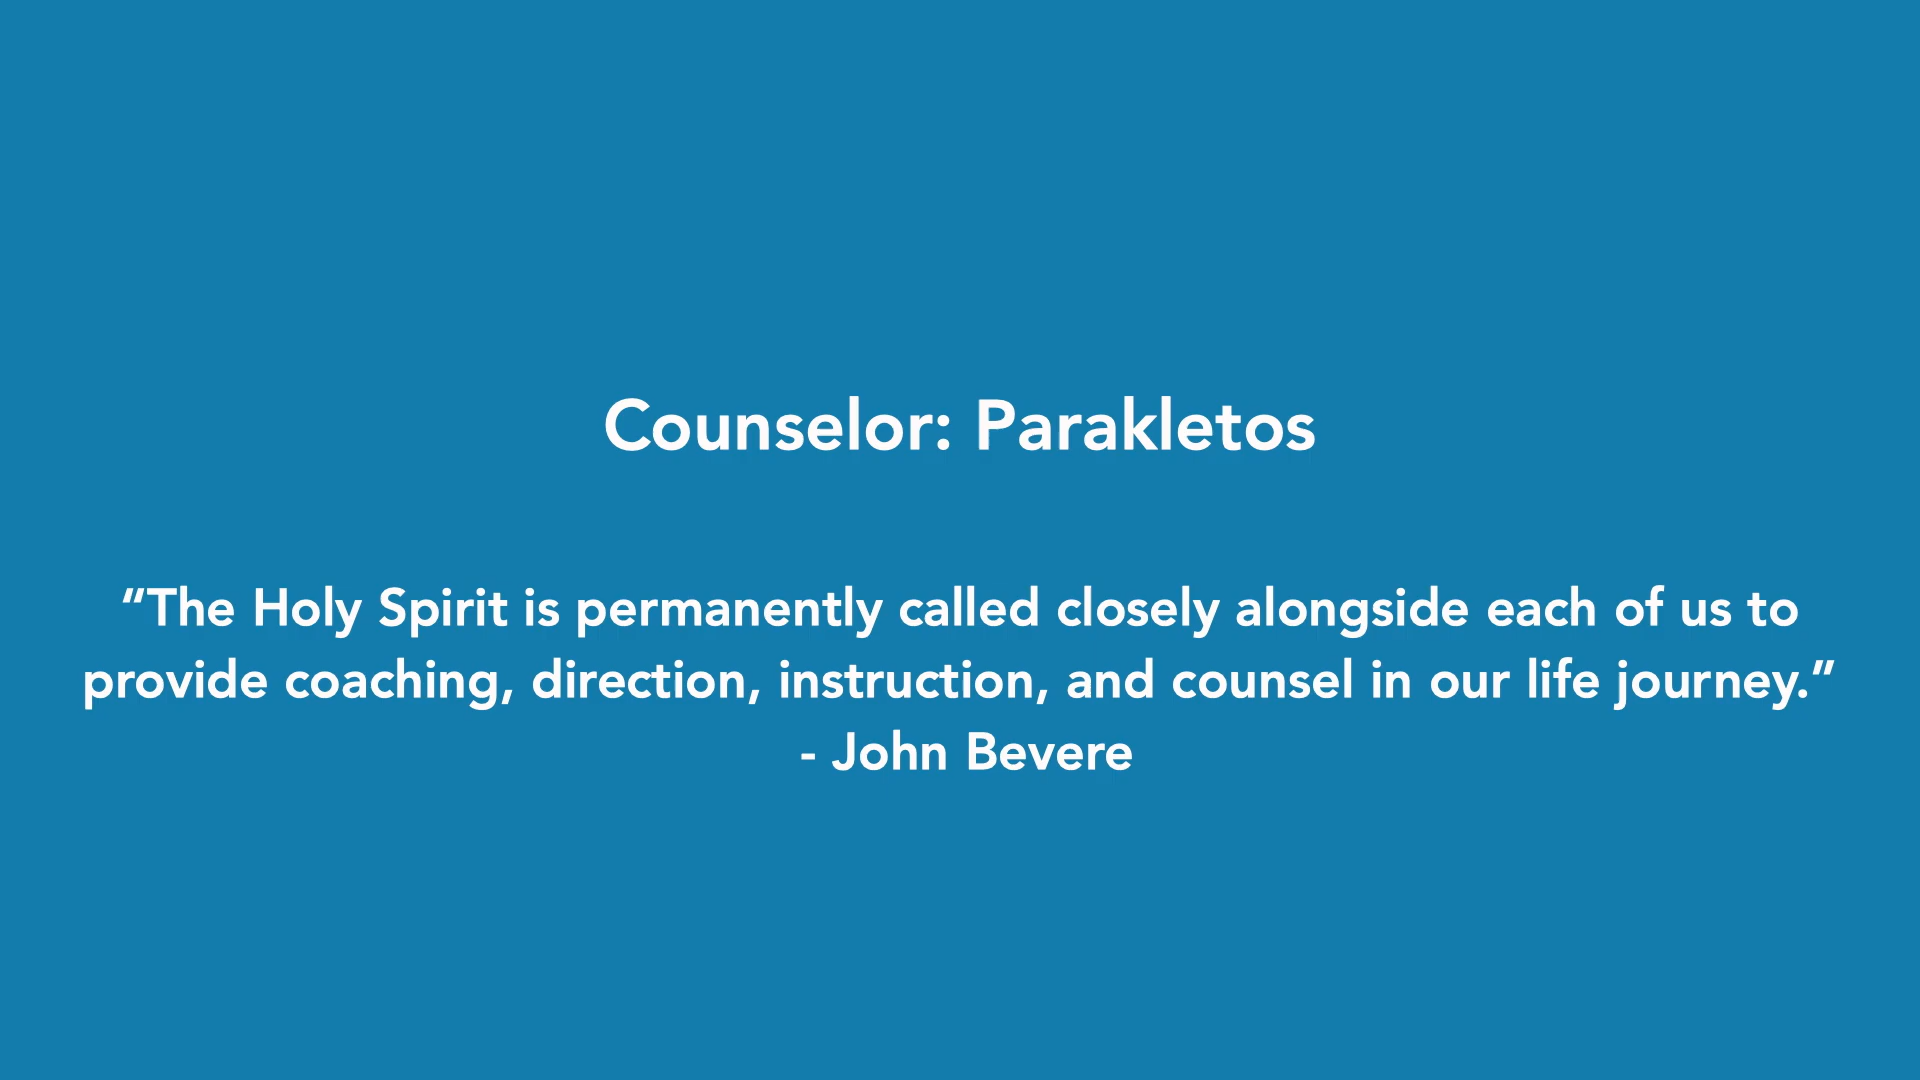 Counselor: Parakletos
“The Holy Spirit is permanently called closely alongside each of us to
provide coaching, direction, instruction, and counsel in our life journey.”
- John Bevere